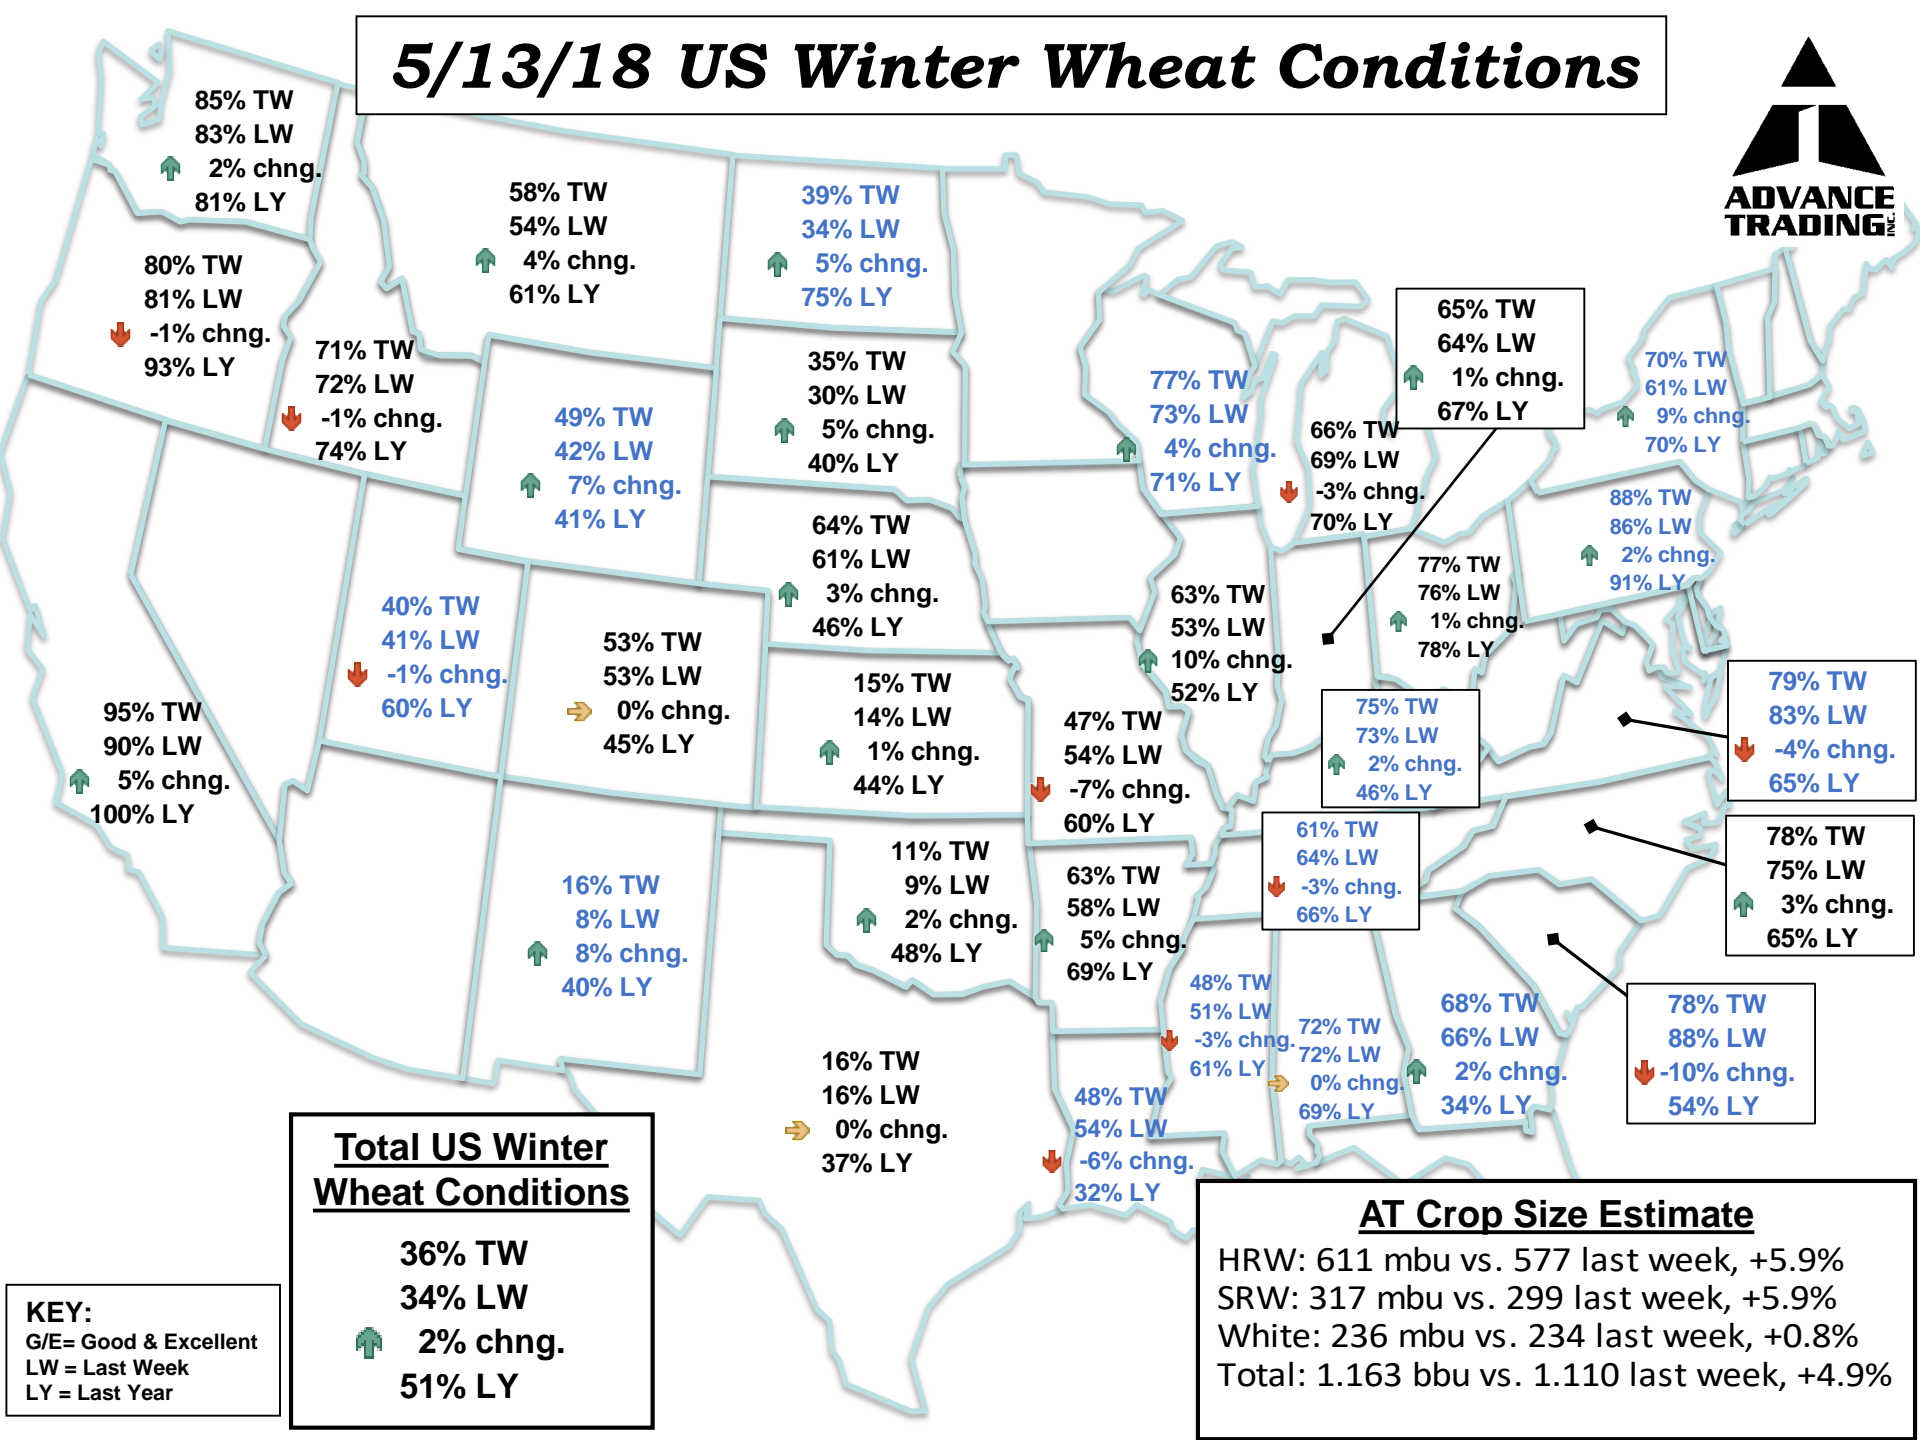 5/13/18 US Winter Wheat Conditions
ADVANCE
TRADING INC.
85% TW
83% LW
2% chng.
81% LY
80% TW
81% LW
-1% chng.
93% LY
71% TW
72% LW
-1% chng.
74% LY
58% TW
54% LW
4% chng.
61% LY
39% TW
34% LW
5% chng.
75% LY
35% TW
30% LW
5% chng.
40% LY
49% TW
42% LW
7% chng.
41% LY
64% TW
61% LW
3% chng.
46% LY
40% TW
41% LW
-1% chng.
60% LY
53% TW
53% LW
0% chng.
45% LY
95% TW
90% LW
5% chng.
100% LY
15% TW
14% LW
1% chng.
44% LY
16% TW
8% LW
8% chng.
40% LY
11% TW
9% LW
2% chng.
48% LY
16% TW
16% LW
0% chng.
37% LY
77% TW
73% LW
4% chng.
71% LY
66% TW
69% LW
-3% chng.
70% LY
65% TW
64% LW
1% chng.
67% LY
70% TW
61% LW
9% chng.
70% LY
88% TW
86% LW
2% chng.
91% LY
77% TW
76% LW
1% chng.
78% LY
63% TW
53% LW
10% chng.
52% LY
47% TW
54% LW
-7% chng.
60% LY
75% TW
73% LW
2% chng.
46% LY
79% TW
83% LW
-4% chng.
65% LY
61% TW
64% LW
-3% chng.
66% LY
78% TW
75% LW
3% chng.
65% LY
63% TW
58% LW
5% chng.
69% LY
48% TW
51% LW
-3% chng.
61% LY
72% TW
72% LW
0% chng.
69% LY
68% TW
66% LW
2% chng.
34% LY
78% TW
88% LW
-10% chng.
54% LY
48% TW
54% LW
-6% chng.
32% LY
Total US Winter
Wheat Conditions
36% TW
34% LW
2% chng.
51% LY
KEY:
G/E= Good & Excellent
LW = Last Week
LY = Last Year
AT Crop Size Estimate
HRW: 611 mbu vs. 577 last week, +5.9%
SRW: 317 mbu vs. 299 last week, +5.9%
White: 236 mbu vs. 234 last week, +0.8%
Total: 1.163 bbu vs. 1.110 last week, +4.9%